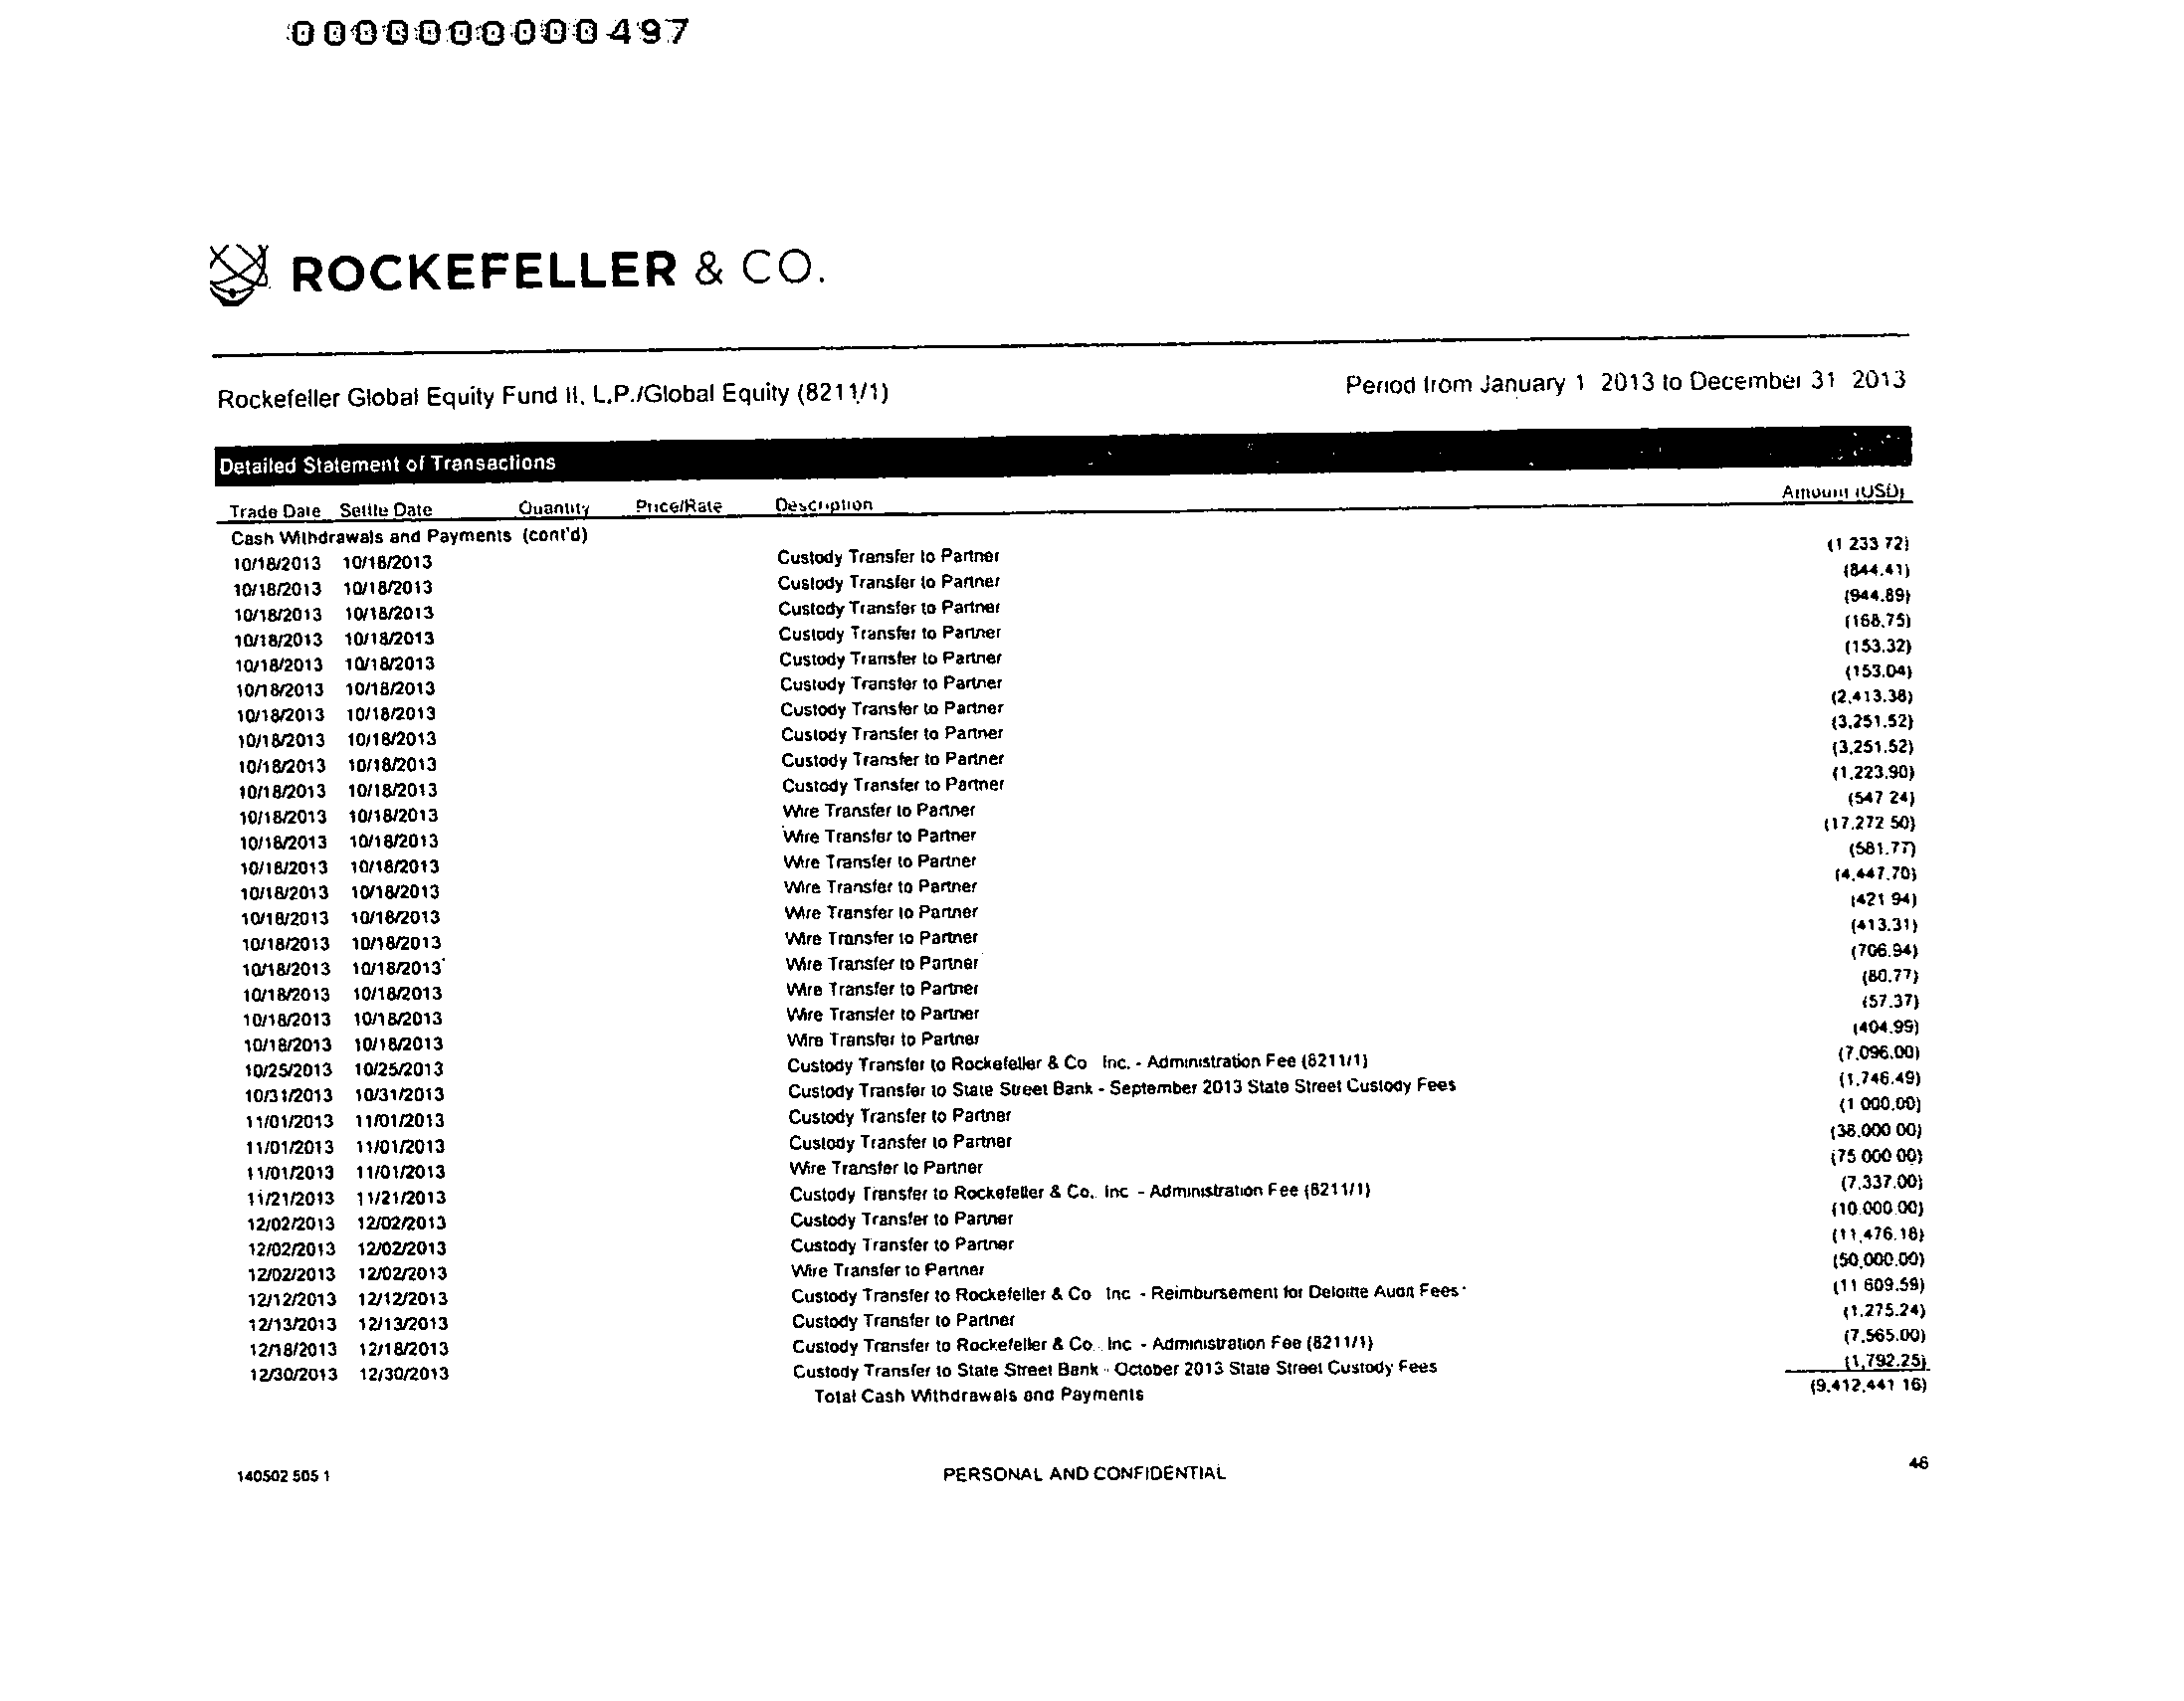 0000000000497
ROCKEFELLER & CO.
Rockefeller Global Equity Fund II, L.P./Global Equity (8211/1) Period from January 1 2013 to December 31 2013
Detailed Statement of Transactions
Trade Date Settle Date Quantity Price/Rate Description Amount (USD)
Cash Withdrawals and Payments (cont'd)
10/18/2013 10/18/2013 Custody Transfer to Partner (1 233 72)
10/18/2013 10/18/2013 Custody Transfer to Partner (844.41)
10/18/2013 10/18/2013 Custody Transfer to Partner (944.89)
10/18/2013 10/18/2013 Custody Transfer to Partner (168.75)
10/18/2013 10/18/2013 Custody Transfer to Partner (153.32)
10/18/2013 10/18/2013 Custody Transfer to Partner (153.04)
10/18/2013 10/18/2013 Custody Transfer to Partner (2,413.38)
10/18/2013 10/18/2013 Custody Transfer to Partner (3,251.52)
10/18/2013 10/18/2013 Custody Transfer to Partner (3,251.52)
10/18/2013 10/18/2013 Custody Transfer to Partner (1,223.90)
10/18/2013 10/18/2013 Wire Transfer to Partner (547 24)
10/18/2013 10/18/2013 Wire Transfer to Partner (17,272 50)
10/18/2013 10/18/2013 Wire Transfer to Partner (581.77)
10/18/2013 10/18/2013 Wire Transfer to Partner (4,447.70)
10/18/2013 10/18/2013 Wire Transfer to Partner (421 94)
10/18/2013 10/18/2013 Wire Transfer to Partner (413.31)
10/18/2013 10/18/2013 Wire Transfer to Partner (706.94)
10/18/2013 10/18/2013 Wire Transfer to Partner (80.77)
10/18/2013 10/18/2013 Wire Transfer to Partner (57.37)
10/18/2013 10/18/2013 Wire Transfer to Partner (404.99)
10/25/2013 10/25/2013 Custody Transfer to Rockefeller & Co Inc. - Administration Fee (8211/1) (7,096.00)
10/31/2013 10/31/2013 Custody Transfer to State Street Bank - September 2013 State Street Custody Fees (1,746.49)
11/01/2013 11/01/2013 Custody Transfer to Partner (1 000.00)
11/01/2013 11/01/2013 Custody Transfer to Partner (38,000 00)
11/01/2013 11/01/2013 Wire Transfer to Partner (75 000 00)
11/21/2013 11/21/2013 Custody Transfer to Rockefeller & Co. Inc - Administration Fee (8211/1) (7,337.00)
12/02/2013 12/02/2013 Custody Transfer to Partner (10 000 00)
12/02/2013 12/02/2013 Custody Transfer to Partner (11,476.18)
12/02/2013 12/02/2013 Wire Transfer to Partner (50,000.00)
12/12/2013 12/12/2013 Custody Transfer to Rockefeller & Co Inc - Reimbursement for Deloitte Audit Fees (11 609.59)
12/13/2013 12/13/2013 Custody Transfer to Partner (1,275.24)
12/18/2013 12/18/2013 Custody Transfer to Rockefeller & Co. Inc - Administration Fee (8211/1) (7,565.00)
12/30/2013 12/30/2013 Custody Transfer to State Street Bank - October 2013 State Street Custody Fees (1,792.25)
Total Cash Withdrawals and Payments (9,412,441 16)
140502 505 1 PERSONAL AND CONFIDENTIAL 46